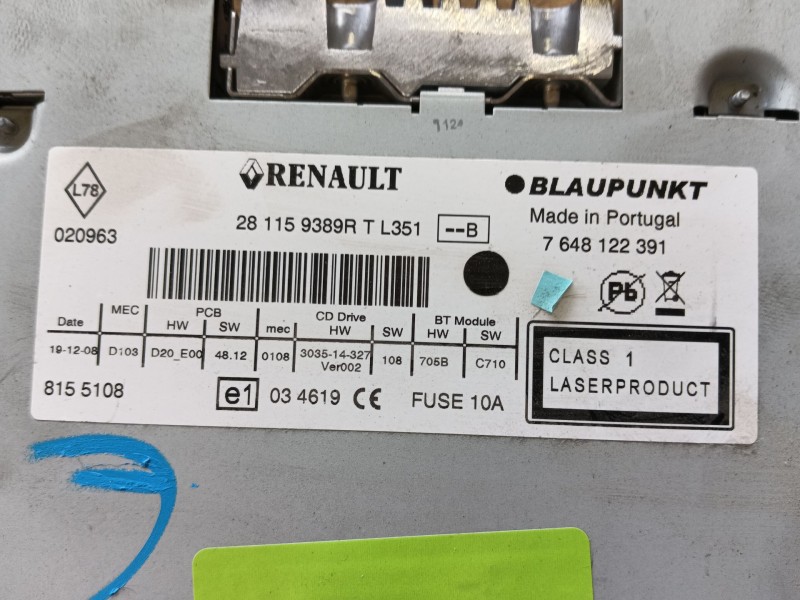 9120
L78
RENAULT
BLAUPUNKT
020963
28 115 9389R T L351 --B
Made in Portugal
7 648 122 391
Pb
Date MEC PCB HW SW CD Drive mec HW SW BT Module HW SW
19-12-08 D103 D20_E00 48.12 0108 3035-14-327 Ver002 108 705B C710
CLASS 1
LASERPRODUCT
815 5108
e1 03 4619 CE FUSE 10A